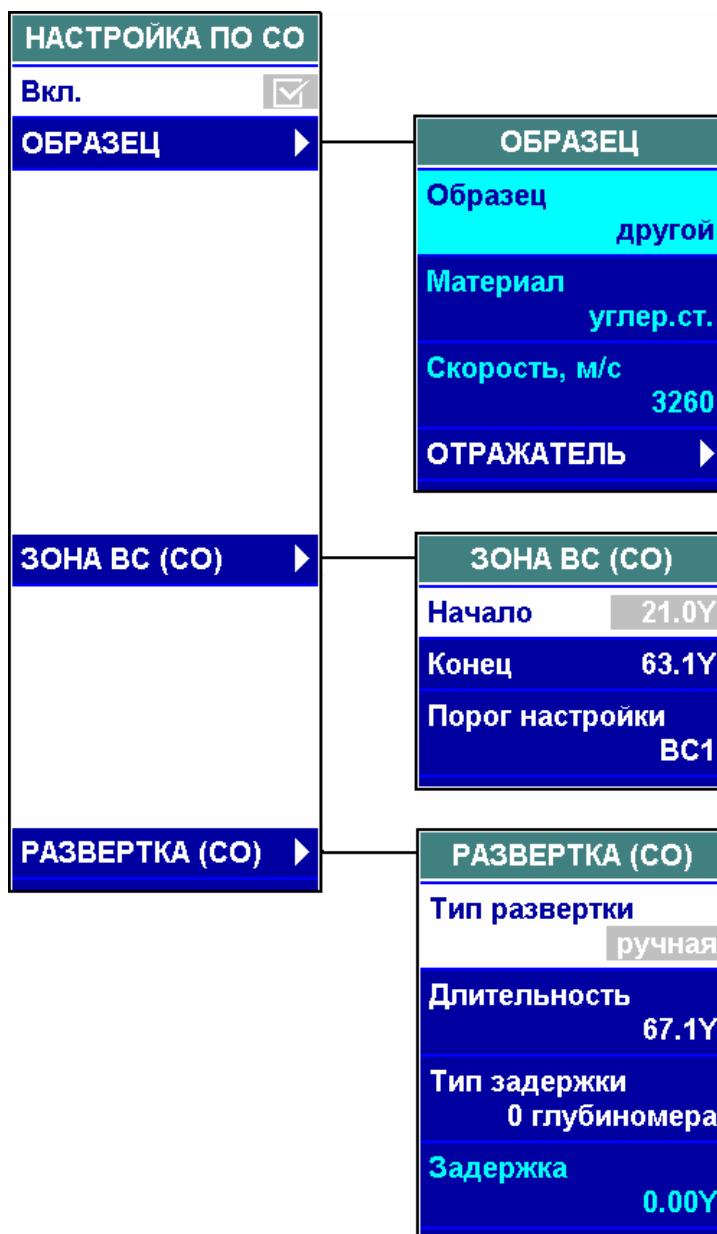 НАСТРОЙКА ПО СО
Вкл.
ОБРАЗЕЦ
ОБРАЗЕЦ
Образец
другой
Материал
углер.ст.
Скорость, м/с
3260
ОТРАЖАТЕЛЬ
ЗОНА ВС (СО)
ЗОНА ВС (СО)
Начало 21.0Y
Конец 63.1Y
Порог настройки
ВС1
РАЗВЕРТКА (СО)
РАЗВЕРТКА (СО)
Тип развертки
ручная
Длительность
67.1Y
Тип задержки
0 глубиномера
Задержка
0.00Y